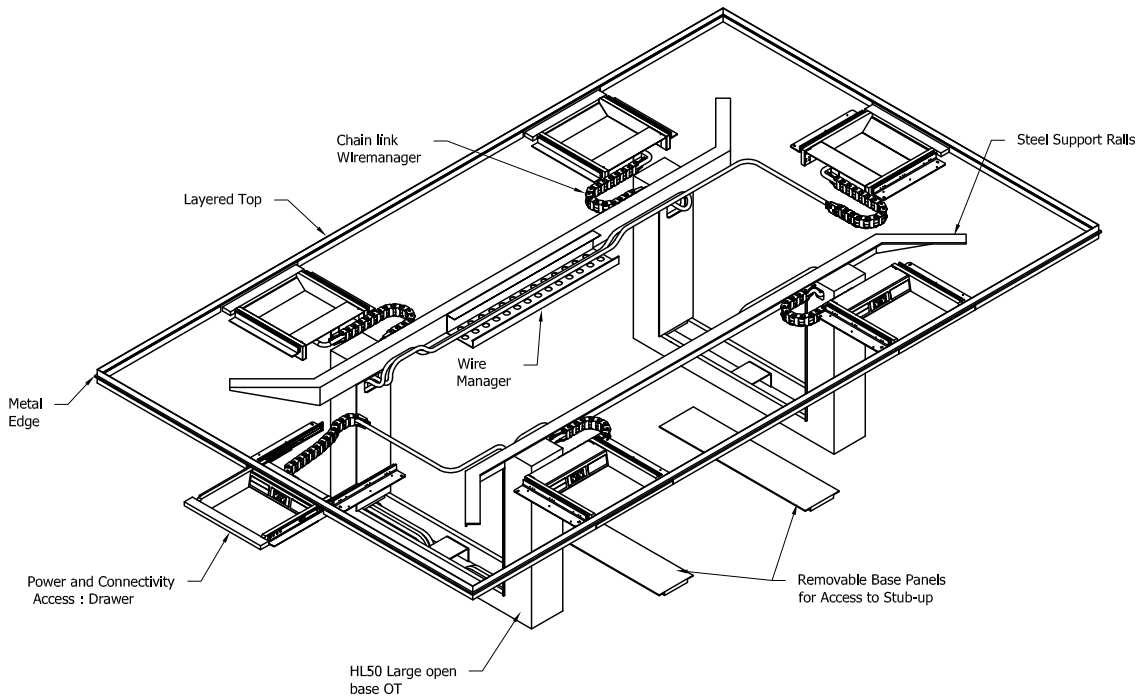 Chain link
Wiremanager
Steel Support Rails
Layered Top
Wire
Manager
Metal
Edge
Power and Connectivity
Access : Drawer
Removable Base Panels
for Access to Stub-up
HL50 Large open
base OT